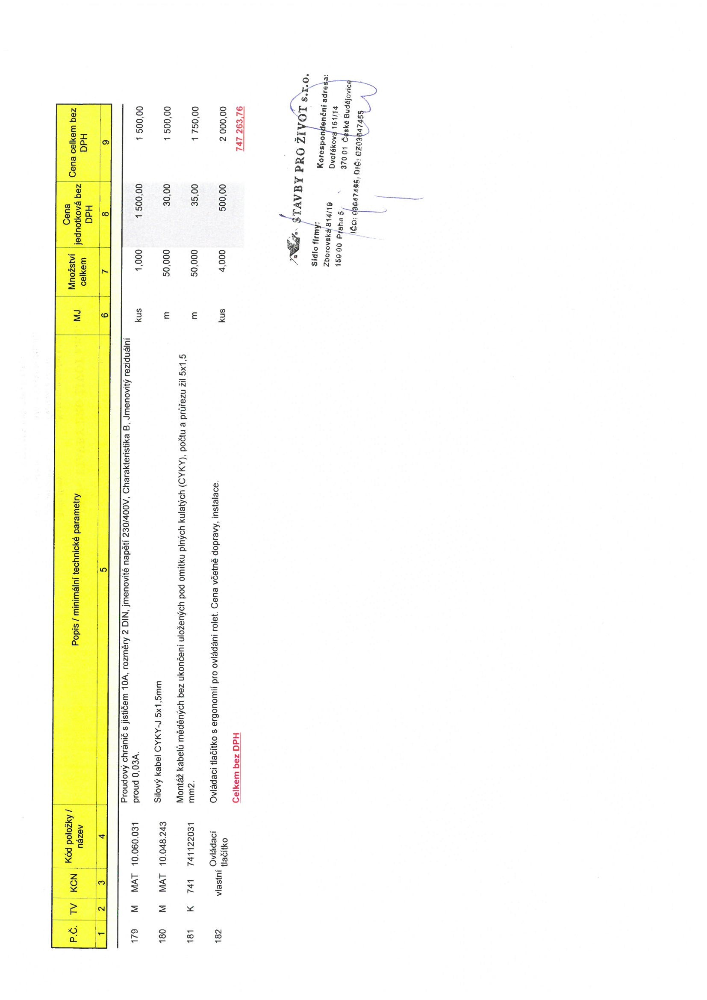 P.Č. TV KCN Kód položky / název Popis / minimální technické parametry MJ Množství celkem Cena jednotková bez DPH Cena celkem bez DPH
1 2 3 4 5 6 7 8 9
179 M MAT 10.060.031 Proudový chránič s jističem 10A, rozměry 2 DIN, jmenovité napětí 230/400V, Charakteristika B, Jmenovitý reziduální
proud 0,03A. kus 1,000 1 500,00 1 500,00
180 M MAT 10.048.243 Silový kabel CYKY-J 5x1,5mm m 50,000 30,00 1 500,00
181 K 741 741122031 Montáž kabelů měděných bez ukončení uložených pod omítku plných kulatých (CYKY), počtu a průřezu žil 5x1,5
mm2. m 50,000 35,00 1 750,00
182 vlastní Ovládací tlačítko Ovládací tlačítko s ergonomií pro ovládání rolet. Cena včetně dopravy, instalace. kus 4,000 500,00 2 000,00
Celkem bez DPH 747 263,76
STAVBY PRO ŽIVOT s.r.o.
Sídlo firmy: Korespondenční adresa:
Zborovská 814/19 Dvořákova 161/14
150 00 Praha 5 370 01 České Budějovice
IČO: DIČ: